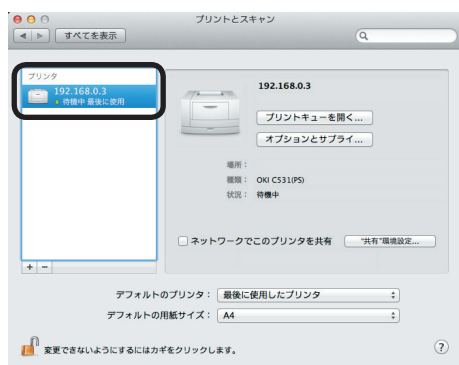 プリントとスキャン
すべてを表示
プリンタ
192.168.0.3
待機中 最後に使用
192.168.0.3
プリントキューを開く...
オプションとサプライ...
場所：
種類： OKI C531(PS)
状況： 待機中
ネットワークでこのプリンタを共有 "共有"環境設定...
+ −
デフォルトのプリンタ： 最後に使用したプリンタ
デフォルトの用紙サイズ： A4
変更できないようにするにはカギをクリックします。 ?